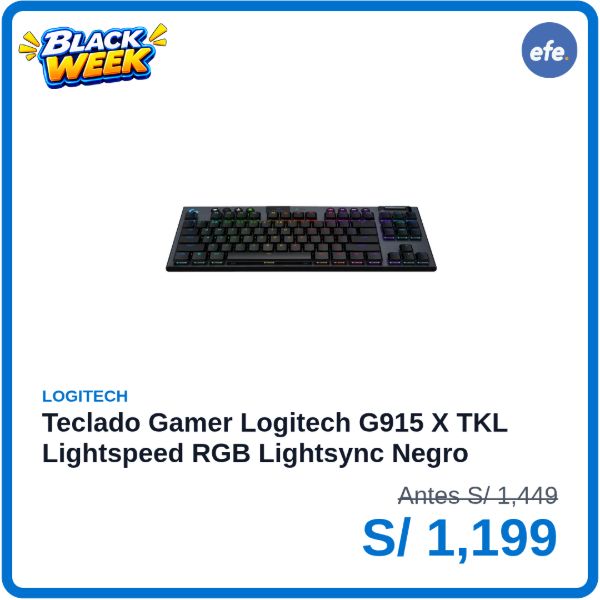 BLACK
WEEK
efe.
LOGITECH
Teclado Gamer Logitech G915 X TKL
Lightspeed RGB Lightsync Negro
Antes S/ 1,449
S/ 1,199